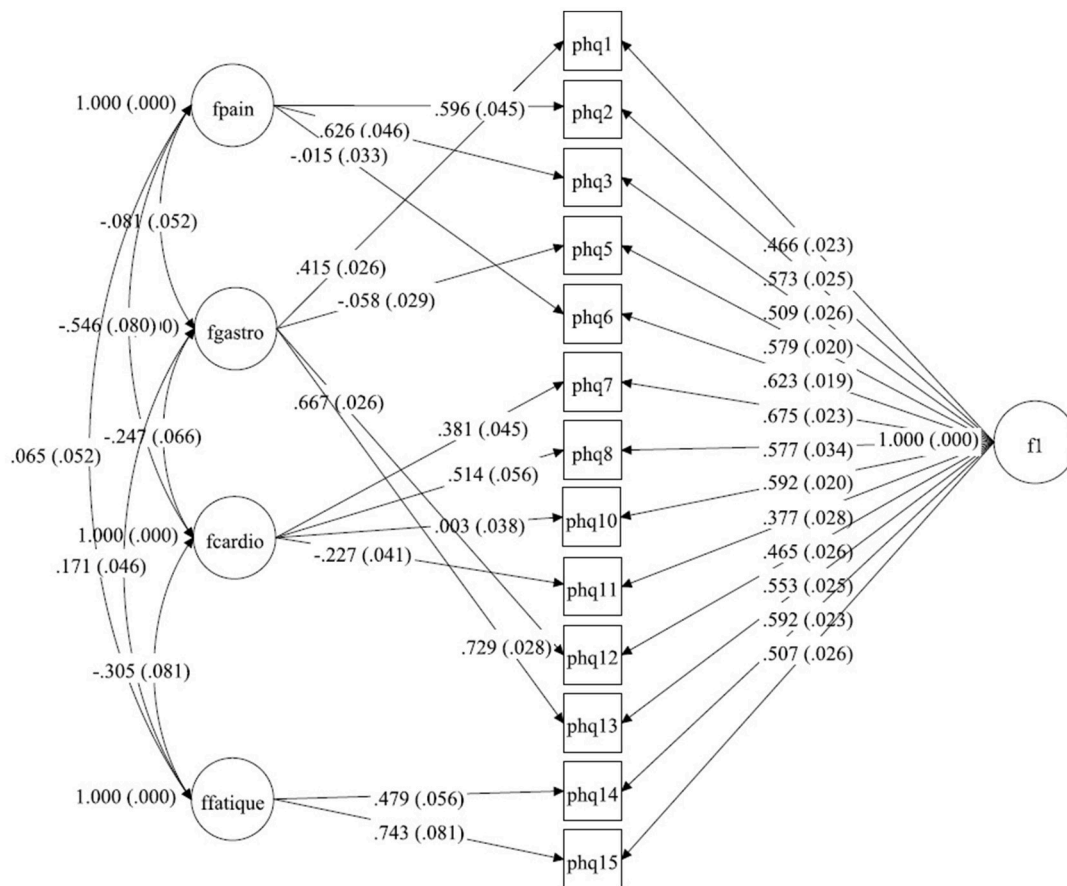 phq1
1.000 (.000)
fpain
.596 (.045)
phq2
.626 (.046)
-.015 (.033)
phq3
-.081 (.052)
.415 (.026)
phq5
.466 (.023)
-.058 (.029)
.573 (.025)
-.546 (.080)
0)
fgastro
phq6
.509 (.026)
.579 (.020)
.623 (.019)
phq7
.667 (.026)
.381 (.045)
.675 (.023)
-.247 (.066)
.065 (.052)
phq8
.577 (.034)
1.000 (.000)
f1
.514 (.056)
.592 (.020)
1.000 (.000)
fcardio
.003 (.038)
phq10
.377 (.028)
.171 (.046)
-.227 (.041)
.465 (.026)
phq11
.553 (.025)
.729 (.028)
phq12
.592 (.023)
-.305 (.081)
.507 (.026)
phq13
1.000 (.000)
ffatique
.479 (.056)
phq14
.743 (.081)
phq15